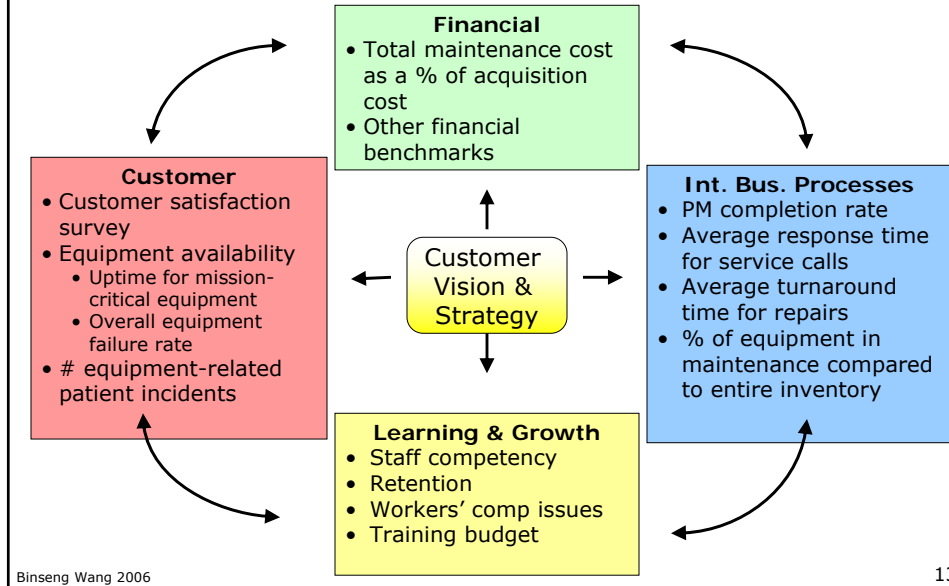 Financial
• Total maintenance cost
as a % of acquisition
cost
• Other financial
benchmarks
Customer
• Customer satisfaction
survey
• Equipment availability
• Uptime for mission-
critical equipment
• Overall equipment
failure rate
• # equipment-related
patient incidents
Customer
Vision &
Strategy
Int. Bus. Processes
• PM completion rate
• Average response time
for service calls
• Average turnaround
time for repairs
• % of equipment in
maintenance compared
to entire inventory
Learning & Growth
• Staff competency
• Retention
• Workers' comp issues
• Training budget
Binseng Wang 2006